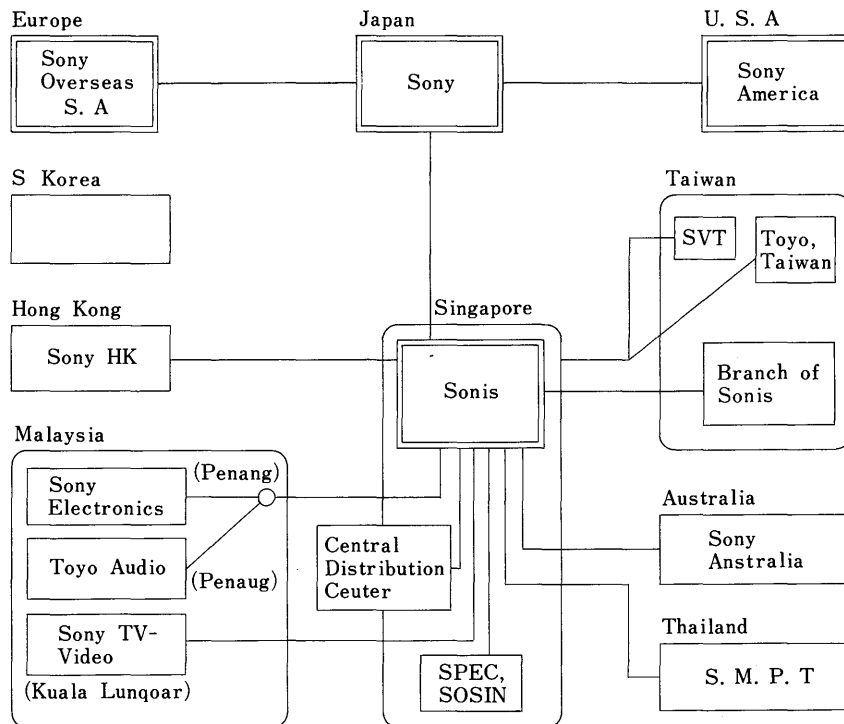 Europe
Sony
Overseas
S. A
Japan
Sony
U. S. A
Sony
America
S Korea
Taiwan
SVT
Toyo,
Taiwan
Branch of
Sonis
Hong Kong
Sony HK
Singapore
Sonis
Malaysia
Sony
Electronics
(Penang)
Toyo Audio
(Penaug)
Sony TV-
Video
(Kuala Lunqoar)
Central
Distribution
Ceuter
SPEC,
SOSIN
Australia
Sony
Anstralia
Thailand
S. M. P. T